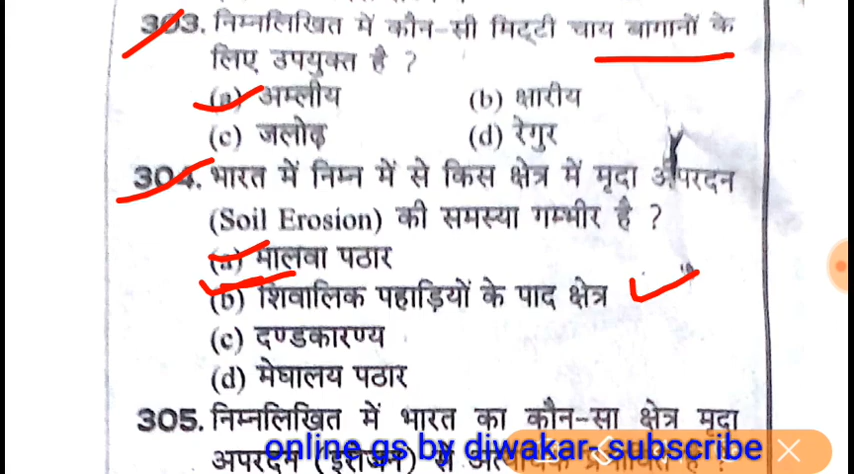 303. निम्नलिखित में कौन-सी मिट्टी चाय बागानों के
लिए उपयुक्त है ?
(a) अम्लीय (b) क्षारीय
(c) जलोढ़ (d) रेगुर
304. भारत में निम्न में से किस क्षेत्र में मृदा अपरदन
(Soil Erosion) की समस्या गम्भीर है ?
(a) मालवा पठार
(b) शिवालिक पहाड़ियों के पाद क्षेत्र
(c) दण्डकारण्य
(d) मेघालय पठार
305. निम्नलिखित में भारत का कौन-सा क्षेत्र मृदा
अपरदन
online gs by diwakar- subscribe